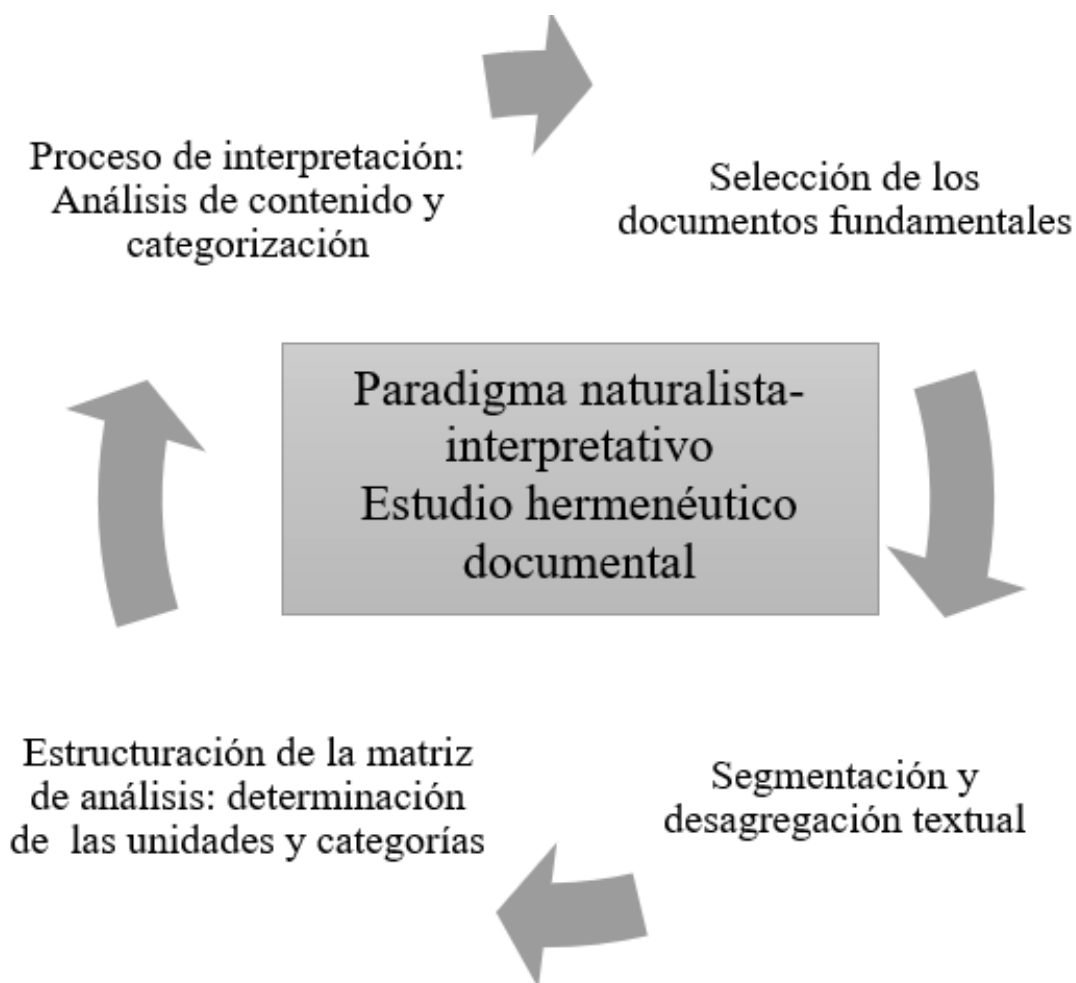 Proceso de interpretación:
Análisis de contenido y
categorización
Selección de los
documentos fundamentales
Paradigma naturalista-
interpretativo
Estudio hermenéutico
documental
Segmentación y
desagregación textual
Estructuración de la matriz
de análisis: determinación
de  las unidades y categorías